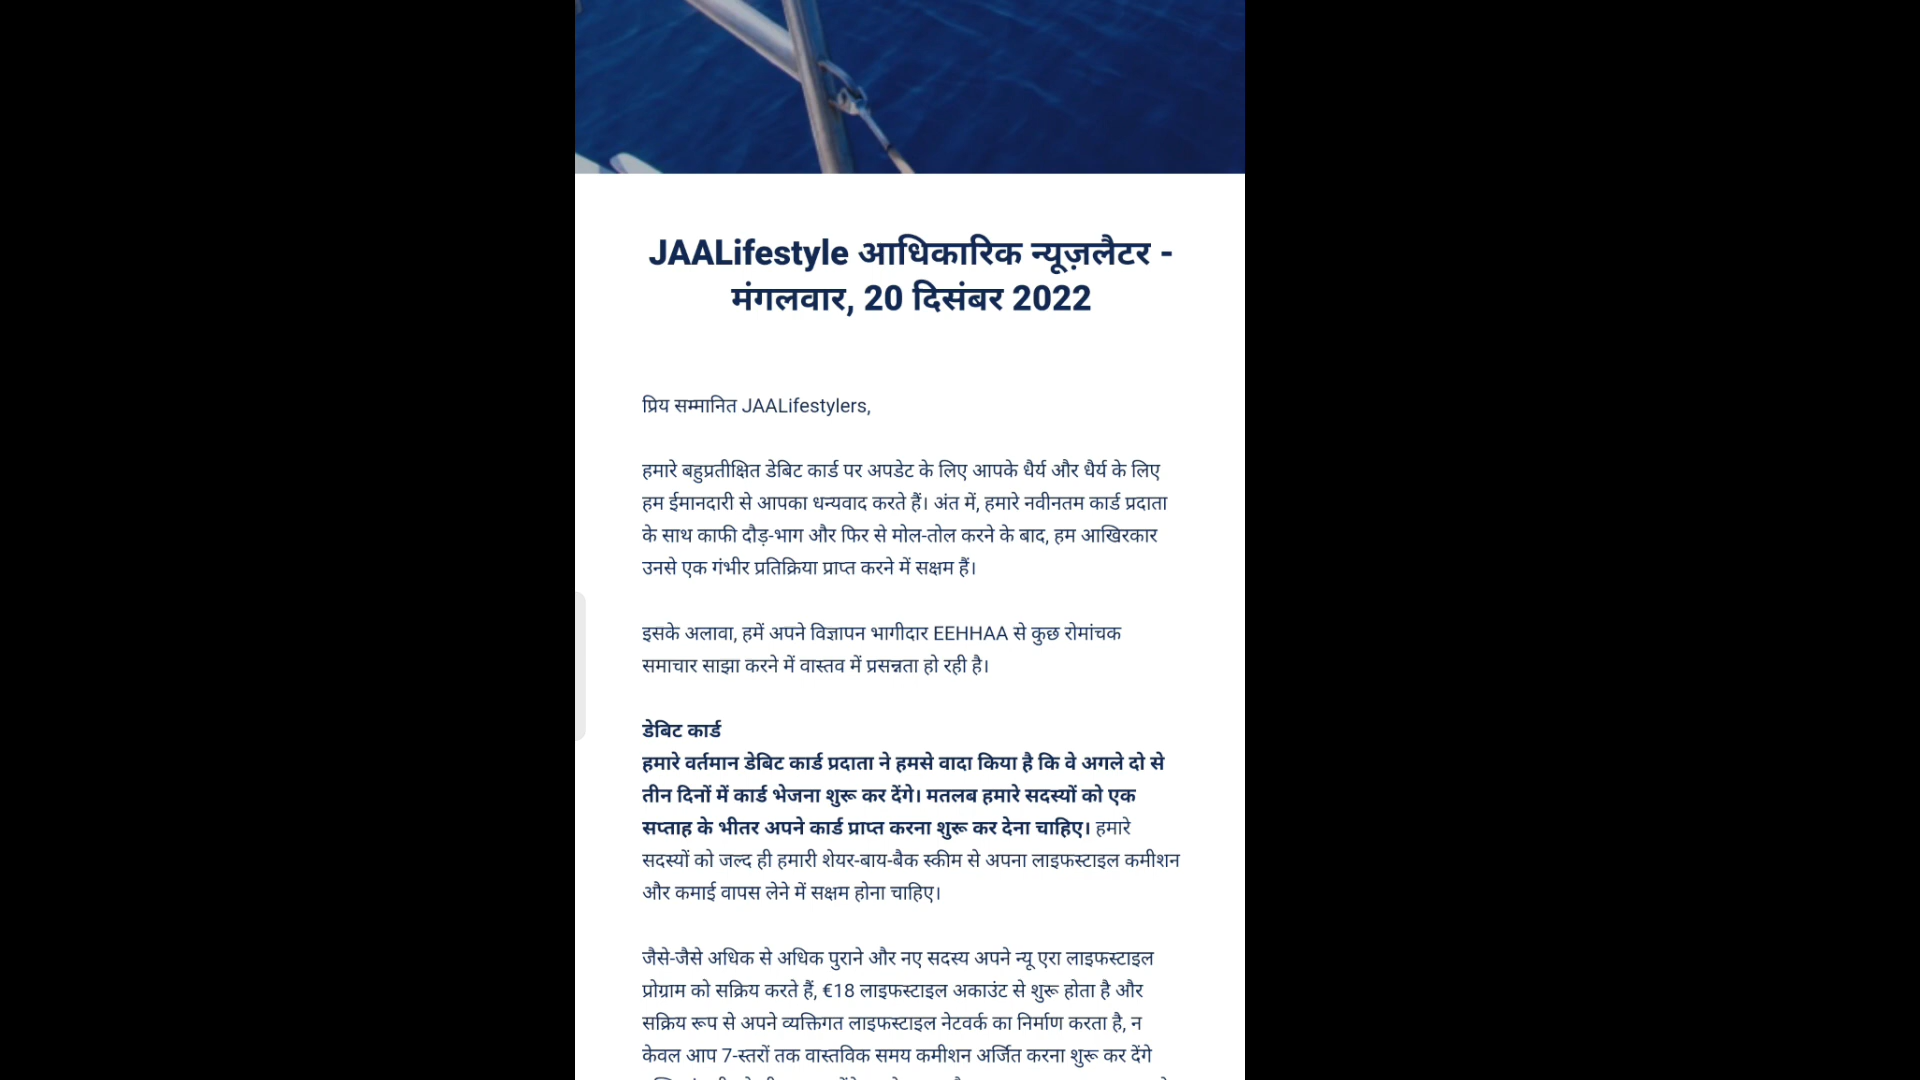 JAALifestyle आधिकारिक न्यूज़लैटर -
मंगलवार, 20 दिसंबर 2022
प्रिय सम्मानित JAALifestylers,
हमारे बहुप्रतीक्षित डेबिट कार्ड पर अपडेट के लिए आपके धैर्य और धैर्य के लिए
हम ईमानदारी से आपका धन्यवाद करते हैं। अंत में, हमारे नवीनतम कार्ड प्रदाता
के साथ काफी दौड़-भाग और फिर से मोल-तोल करने के बाद, हम आखिरकार
उनसे एक गंभीर प्रतिक्रिया प्राप्त करने में सक्षम हैं।
इसके अलावा, हमें अपने विज्ञापन भागीदार EEHHAA से कुछ रोमांचक
समाचार साझा करने में वास्तव में प्रसन्नता हो रही है।
डेबिट कार्ड
हमारे वर्तमान डेबिट कार्ड प्रदाता ने हमसे वादा किया है कि वे अगले दो से
तीन दिनों में कार्ड भेजना शुरू कर देंगे। मतलब हमारे सदस्यों को एक
सप्ताह के भीतर अपने कार्ड प्राप्त करना शुरू कर देना चाहिए। हमारे
सदस्यों को जल्द ही हमारी शेयर-बाय-बैक स्कीम से अपना लाइफस्टाइल कमीशन
और कमाई वापस लेने में सक्षम होना चाहिए।
जैसे-जैसे अधिक से अधिक पुराने और नए सदस्य अपने न्यू एरा लाइफस्टाइल
प्रोग्राम को सक्रिय करते हैं, €18 लाइफस्टाइल अकाउंट से शुरू होता है और
सक्रिय रूप से अपने व्यक्तिगत लाइफस्टाइल नेटवर्क का निर्माण करता है, न
केवल आप 7-स्तरों तक वास्तविक समय कमीशन अर्जित करना शुरू कर देंगे